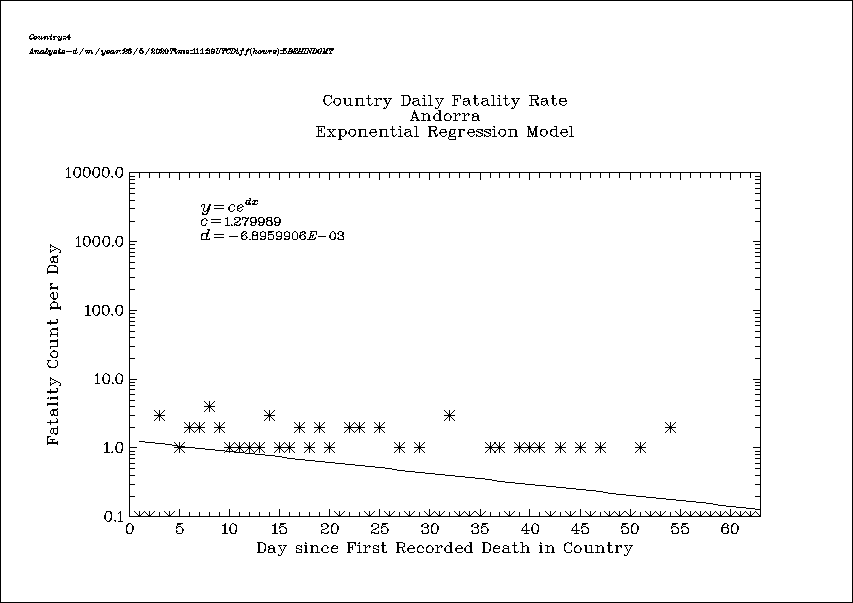 Country:4
Analysis-d/m/year:26/5/2020Time:11:29UTCDiff(hours):5BEHINDGMT
Country Daily Fatality Rate
Andorra
Exponential Regression Model
10000.0
1000.0
100.0
10.0
1.0
0.1
Fatality Count per Day
y=ce^dx
c=1.279989
d=-6.8959906E-03
0 5 10 15 20 25 30 35 40 45 50 55 60
Day since First Recorded Death in Country